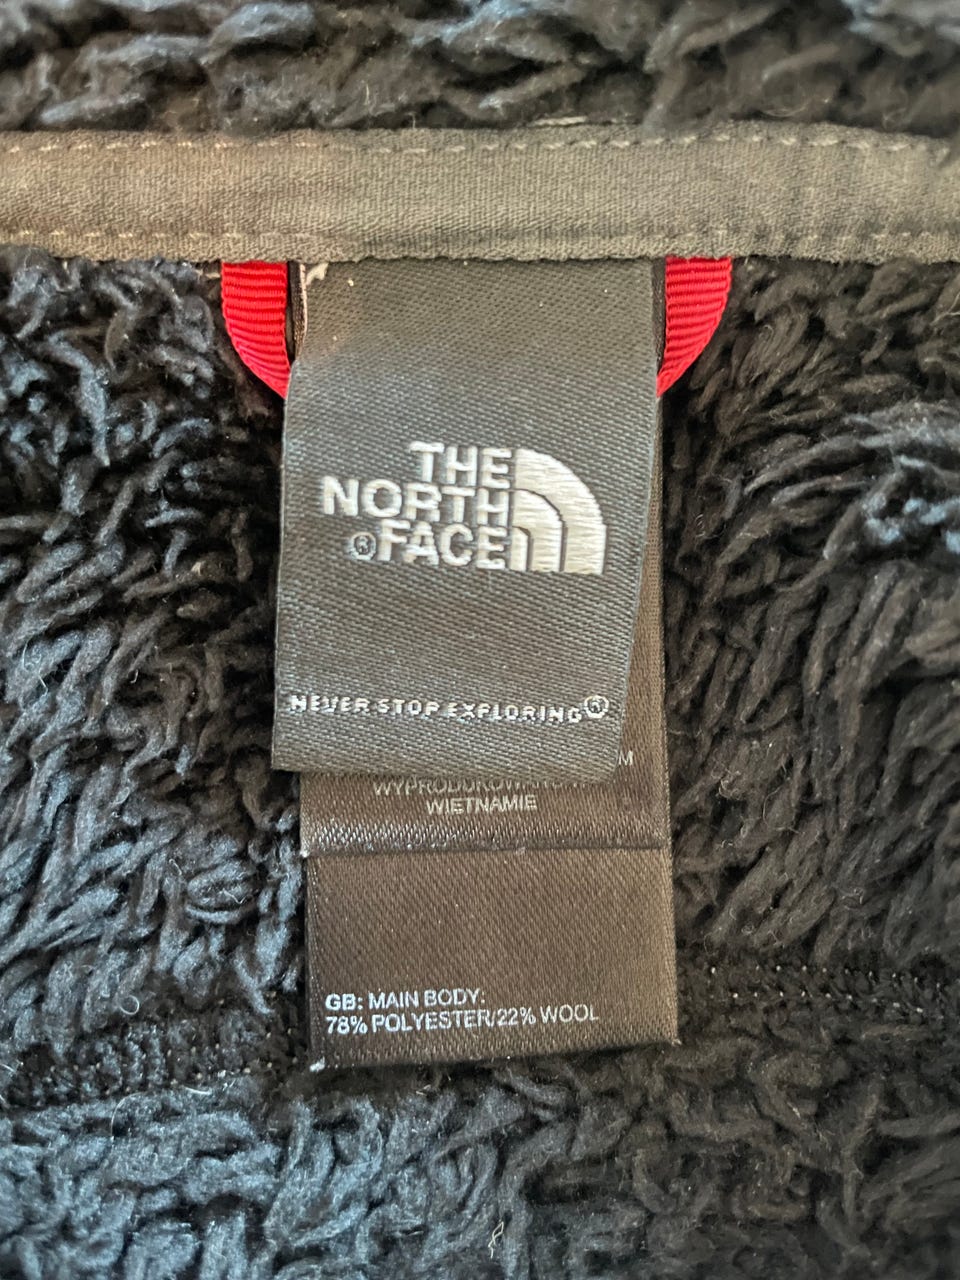 THE
NORTH
®FACE
NEVER STOP EXPLORING®
M
WIETNAMIE
GB: MAIN BODY:
78% POLYESTER/22% WOOL